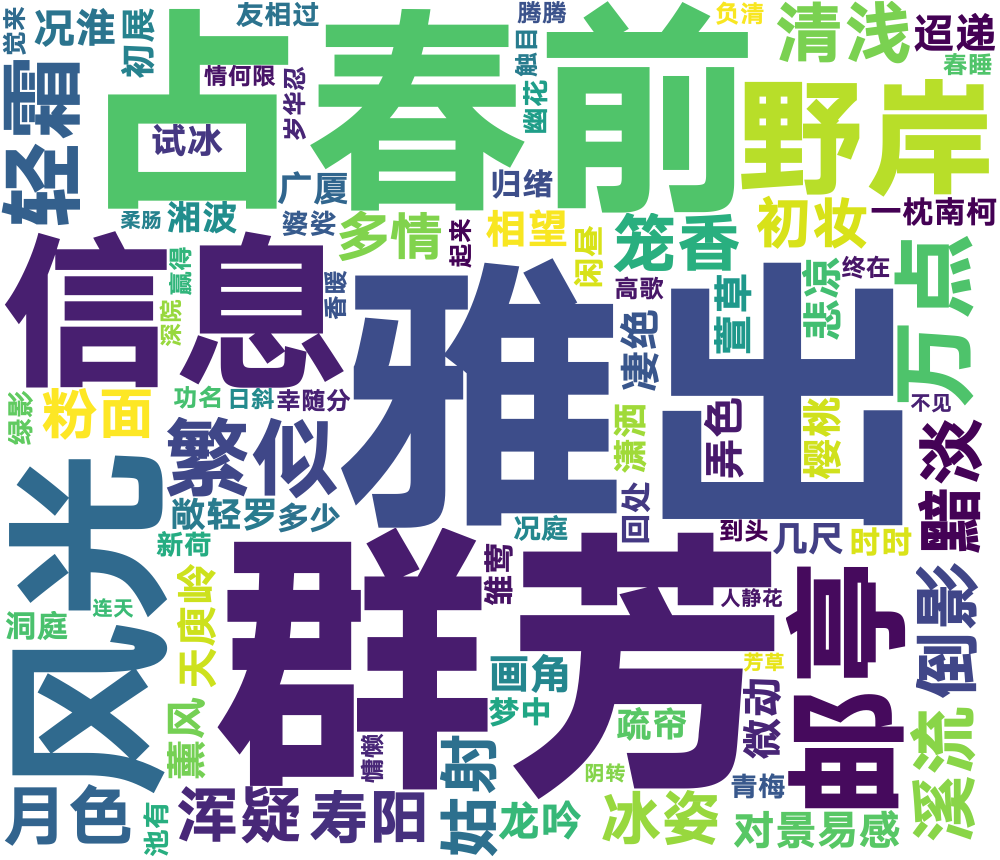 觉来
况淮
初展
友相过
腾腾
负清
清浅
迢递
春睡
轻霜
占春前
情何限
岁华忍
触目
幽花
野岸
试冰
广厦
归绪
柔肠
湘波
婆娑
多情
起来
相望
闲昼
笼香
初妆
一枕南柯
信息
赢得
深院
香暖
雅出
高歌
凄绝
萱草
悲凉
终在
万点
绿影
粉面
功名
日斜
幸随分
繁似
潇洒
弄色
樱桃
不见
黯淡
风光
敲轻罗
多少
况庭
回处
到头
几尺
时时
新荷
群芳
雏莺
人静花
邮亭
倒影
洞庭
连天
天庾岭
画角
芳草
梦中
疏帘
微动
薰风
慵懒
姑射
阴转
青梅
溪流
月色
池有
浑疑
寿阳
龙吟
冰姿
对景易感